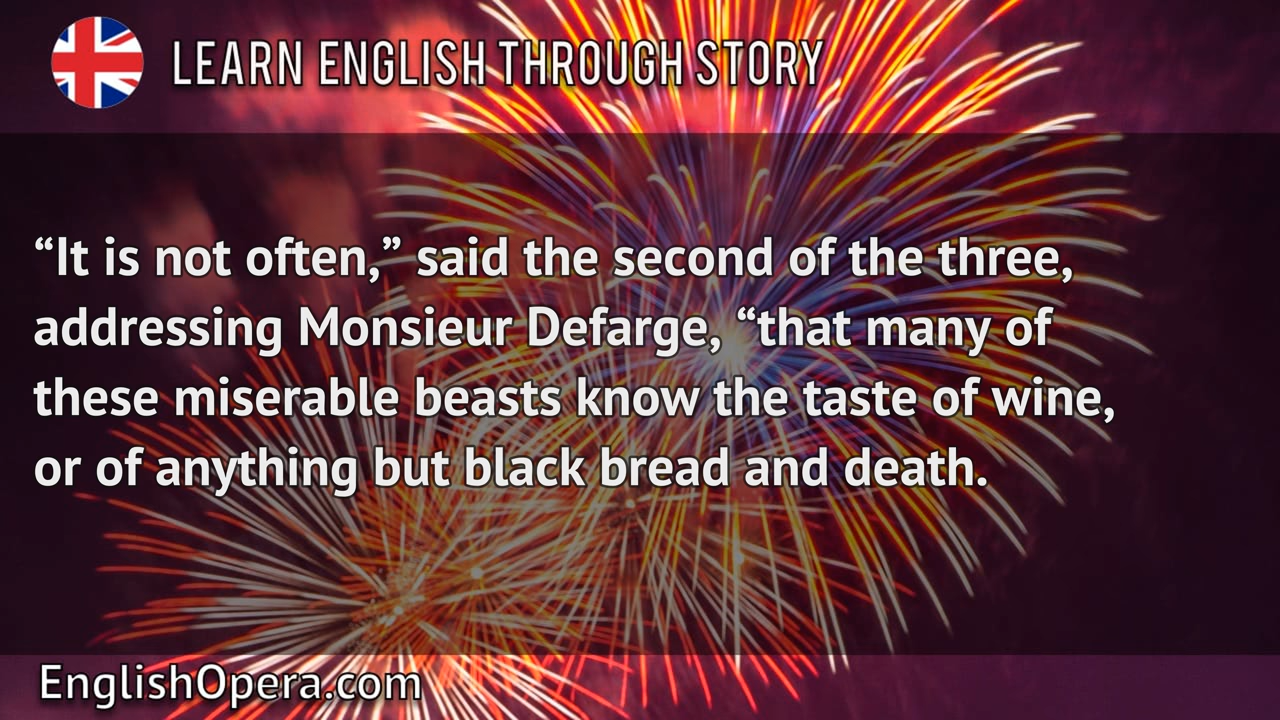 LEARN ENGLISH THROUGH STORY
“It is not often,” said the second of the three,
addressing Monsieur Defarge, “that many of
these miserable beasts know the taste of wine,
or of anything but black bread and death.
EnglishOpera.com